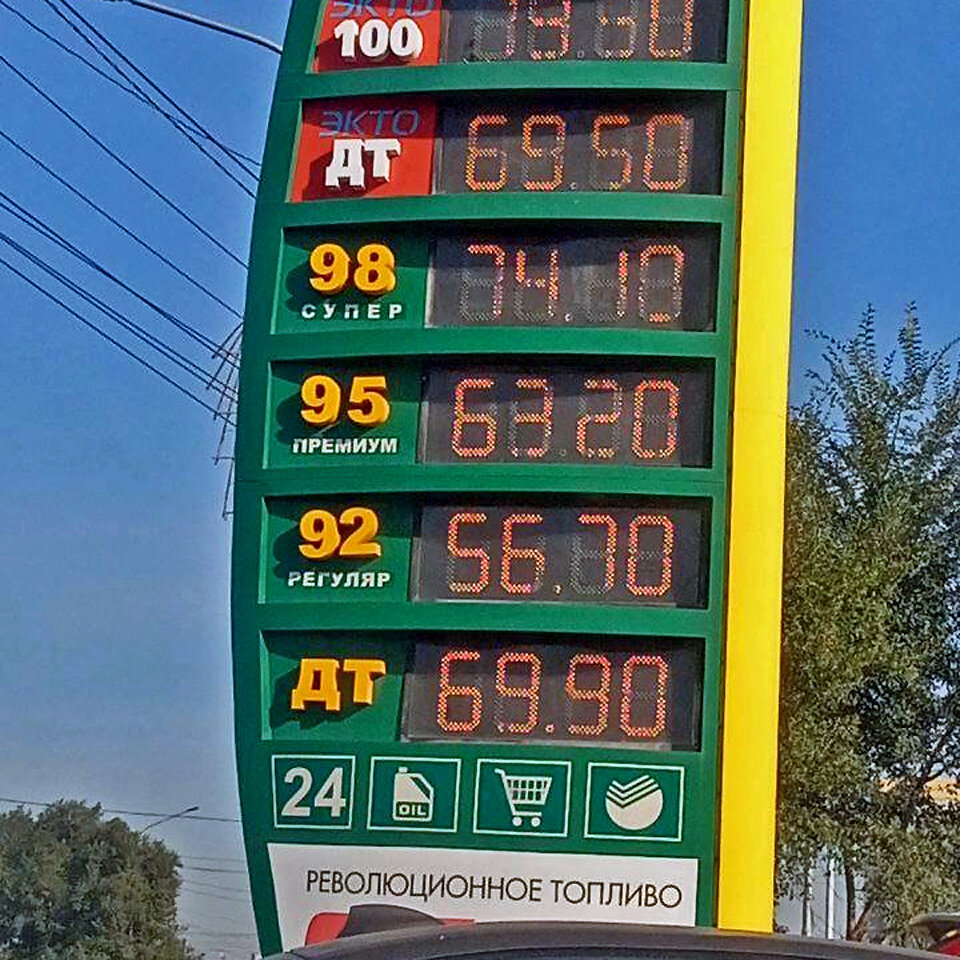 ЭКТО
100
ЭКТО
ДТ
69.50
98
СУПЕР
74.10
95
ПРЕМИУМ
63.20
92
РЕГУЛЯР
56.70
ДТ
69.90
24
OIL
РЕВОЛЮЦИОННОЕ ТОПЛИВО